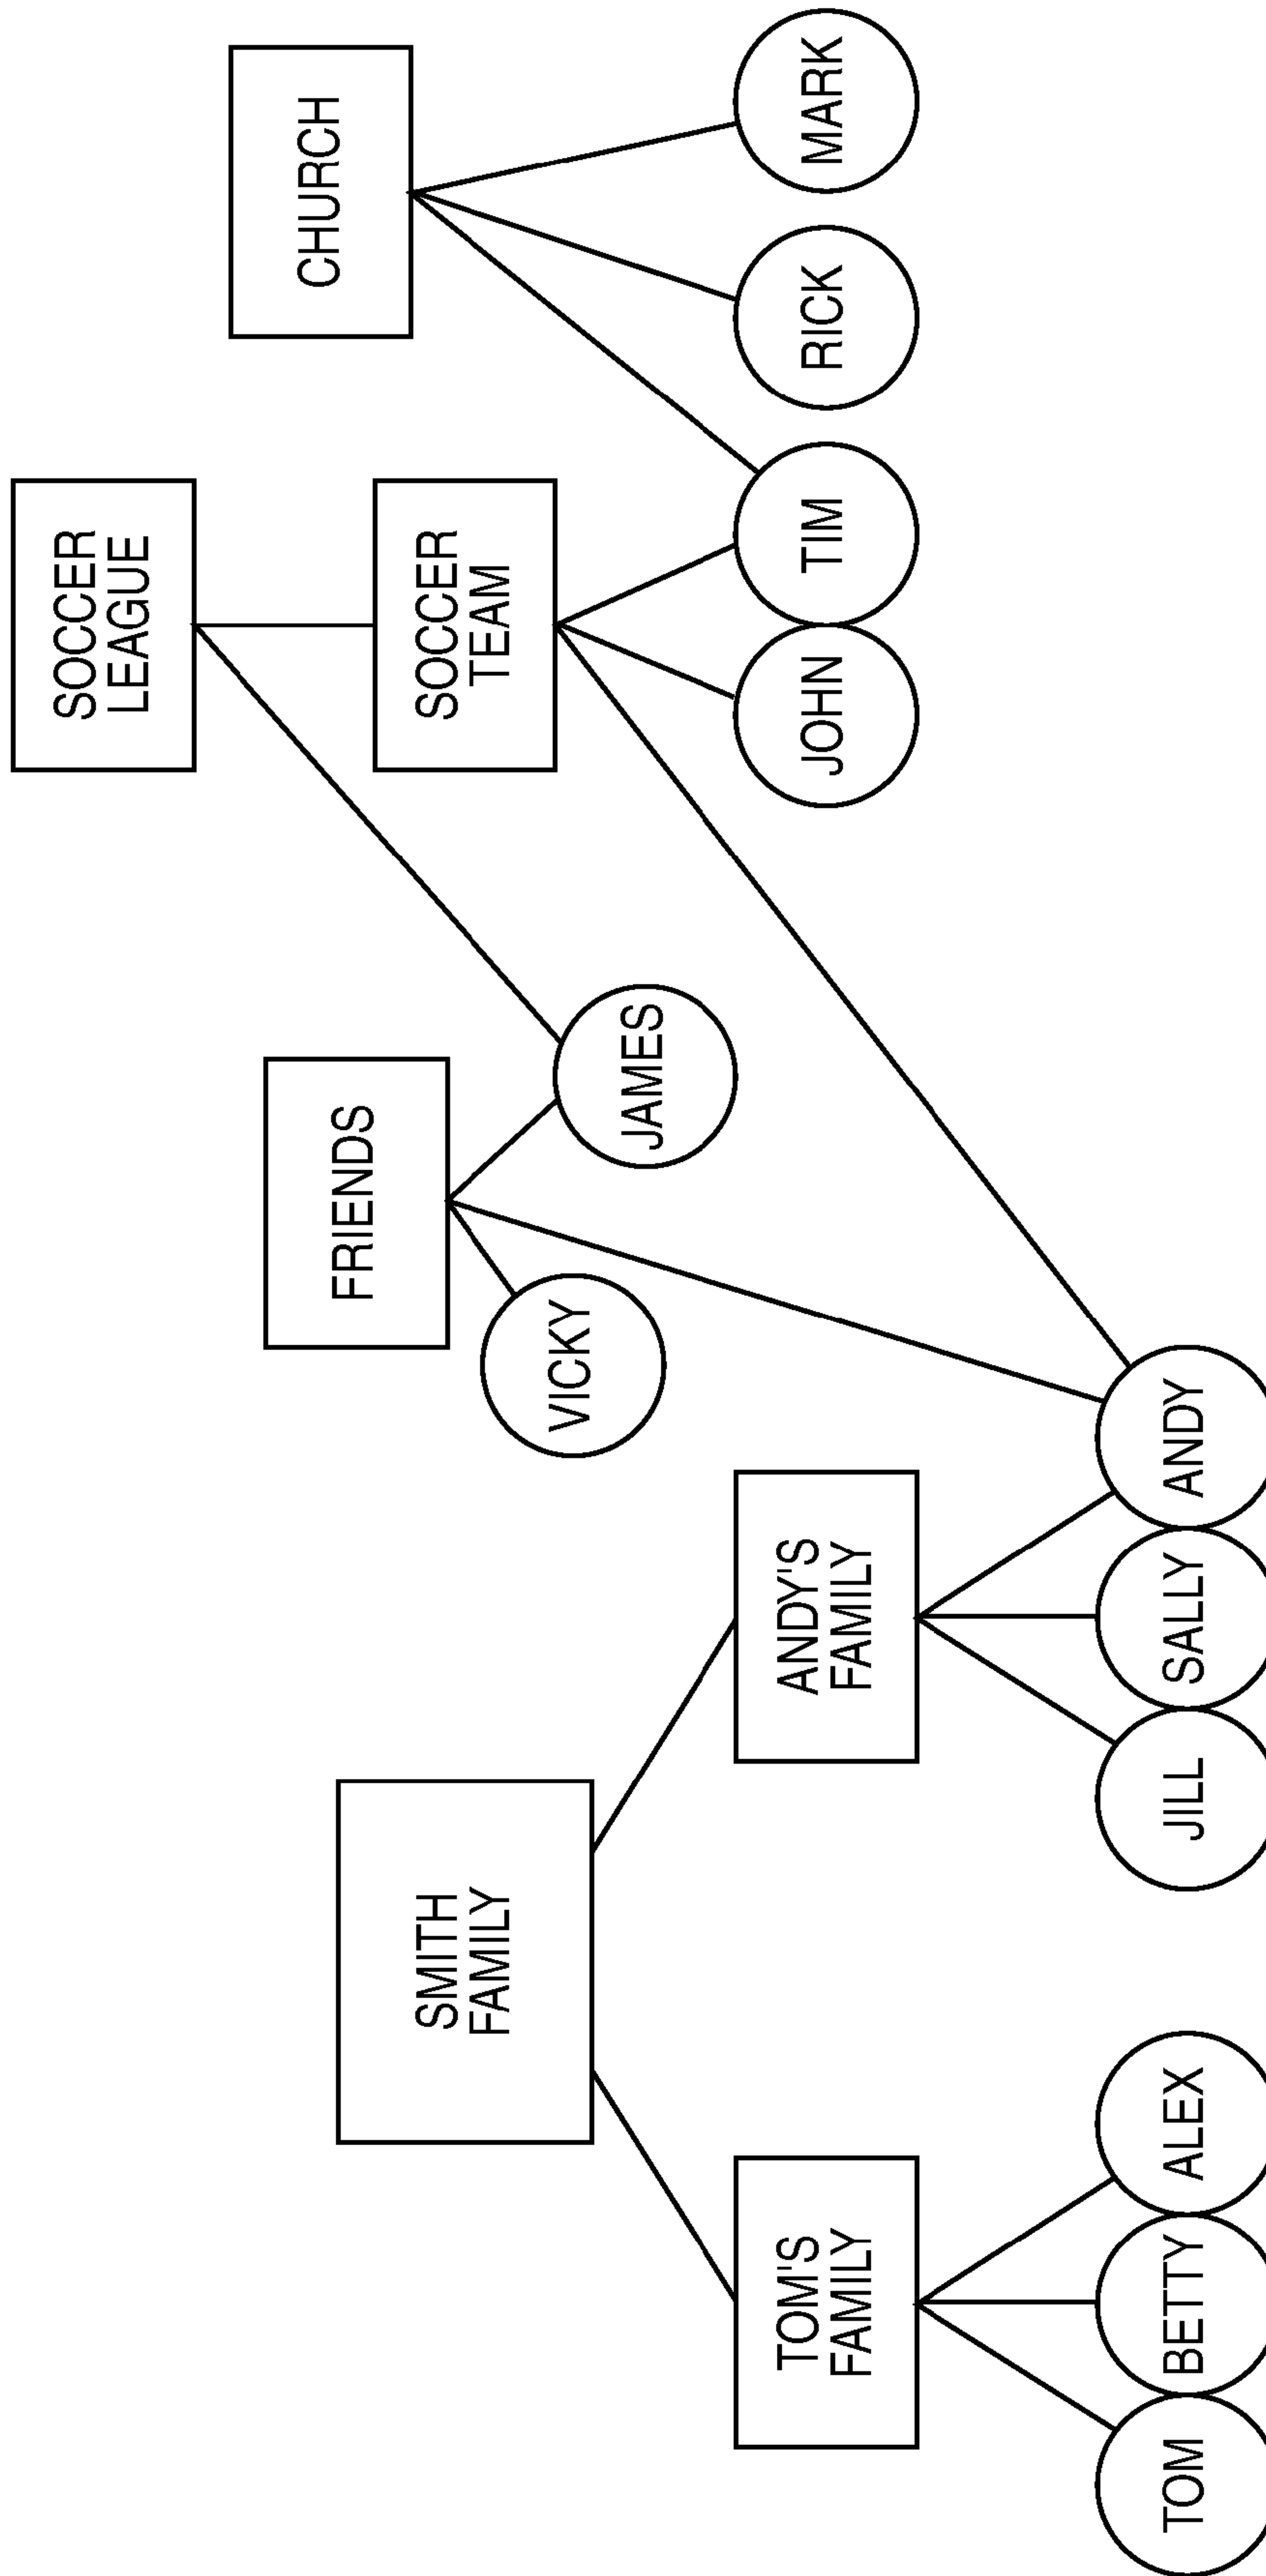 SOCCER
LEAGUE
CHURCH
FRIENDS
SMITH
FAMILY
SOCCER
TEAM
VICKY
JAMES
TOM'S
FAMILY
ANDY'S
FAMILY
JOHN
TIM
RICK
MARK
TOM
BETTY
ALEX
JILL
SALLY
ANDY